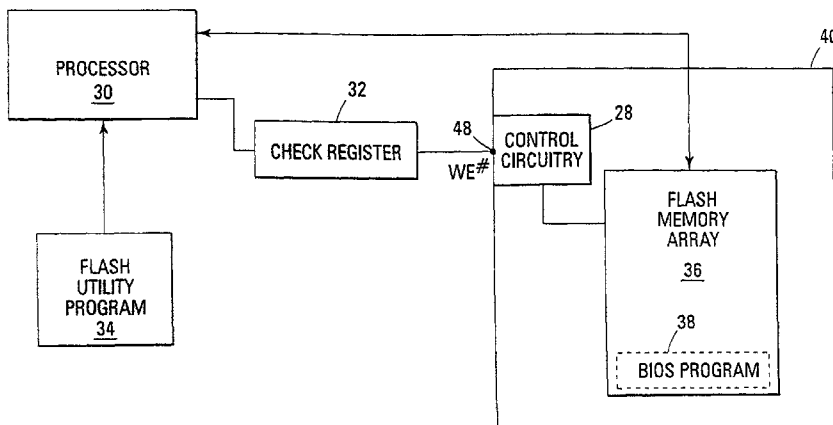 PROCESSOR
30
32
CHECK REGISTER
48
WE#
CONTROL
CIRCUITRY
28
40
FLASH
UTILITY
PROGRAM
34
FLASH
MEMORY
ARRAY
36
38
BIOS PROGRAM